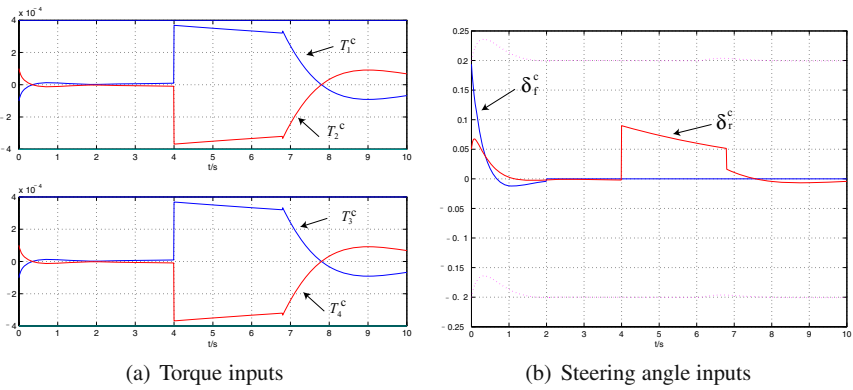 x 10⁻⁴
4
2
0
-2
-4
0 1 2 3 4 5 6 7 8 9 10
t/s
T₁ᶜ
T₂ᶜ
x 10⁻⁴
4
2
0
-2
-4
0 1 2 3 4 5 6 7 8 9 10
t/s
T₃ᶜ
T₄ᶜ
(a) Torque inputs
0.25
0.2
0.15
0.1
0.05
0
-0.05
-0.1
-0.15
-0.2
-0.25
0 1 2 3 4 5 6 7 8 9 10
t/s
δ_f^c
δ_r^c
(b) Steering angle inputs